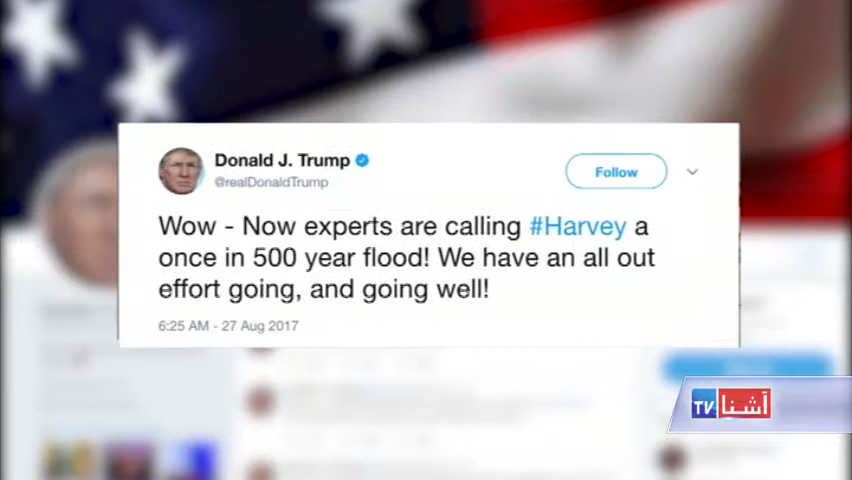 Donald J. Trump
@realDonaldTrump
Follow
Wow - Now experts are calling #Harvey a
once in 500 year flood! We have an all out
effort going, and going well!
6:25 AM - 27 Aug 2017
TV آشنا